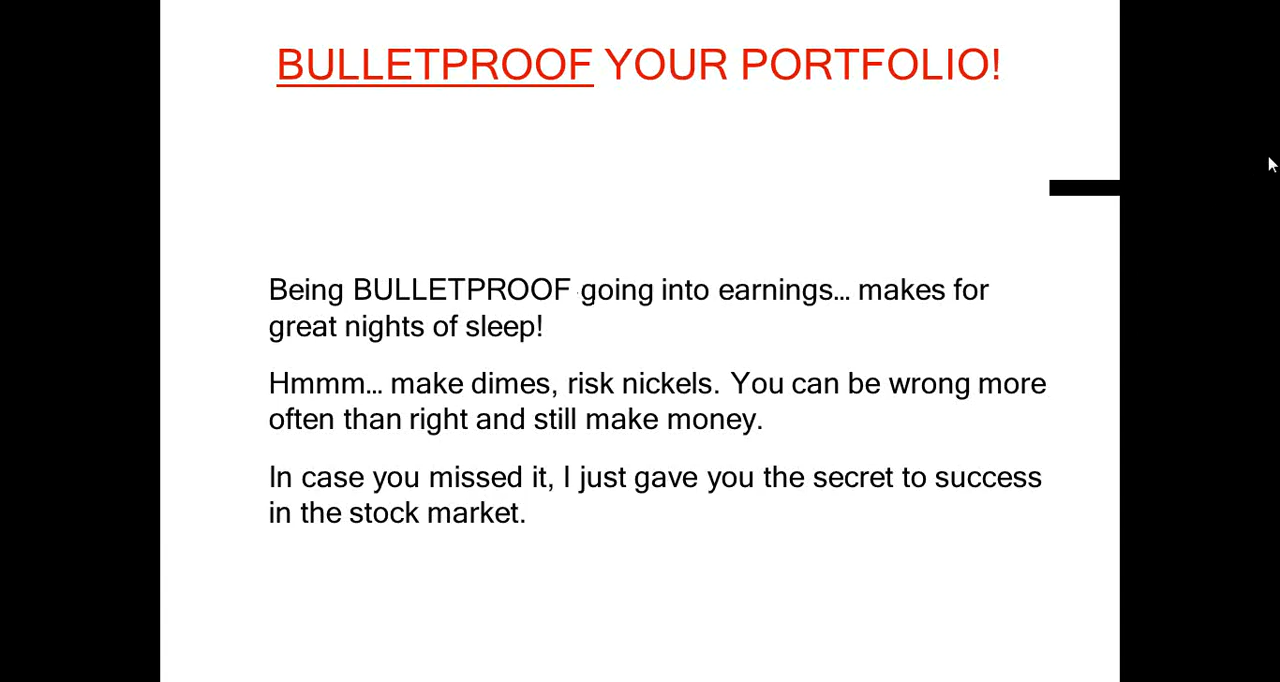 BULLETPROOF YOUR PORTFOLIO!
Being BULLETPROOF going into earnings... makes for
great nights of sleep!
Hmmm... make dimes, risk nickels. You can be wrong more
often than right and still make money.
In case you missed it, I just gave you the secret to success
in the stock market.